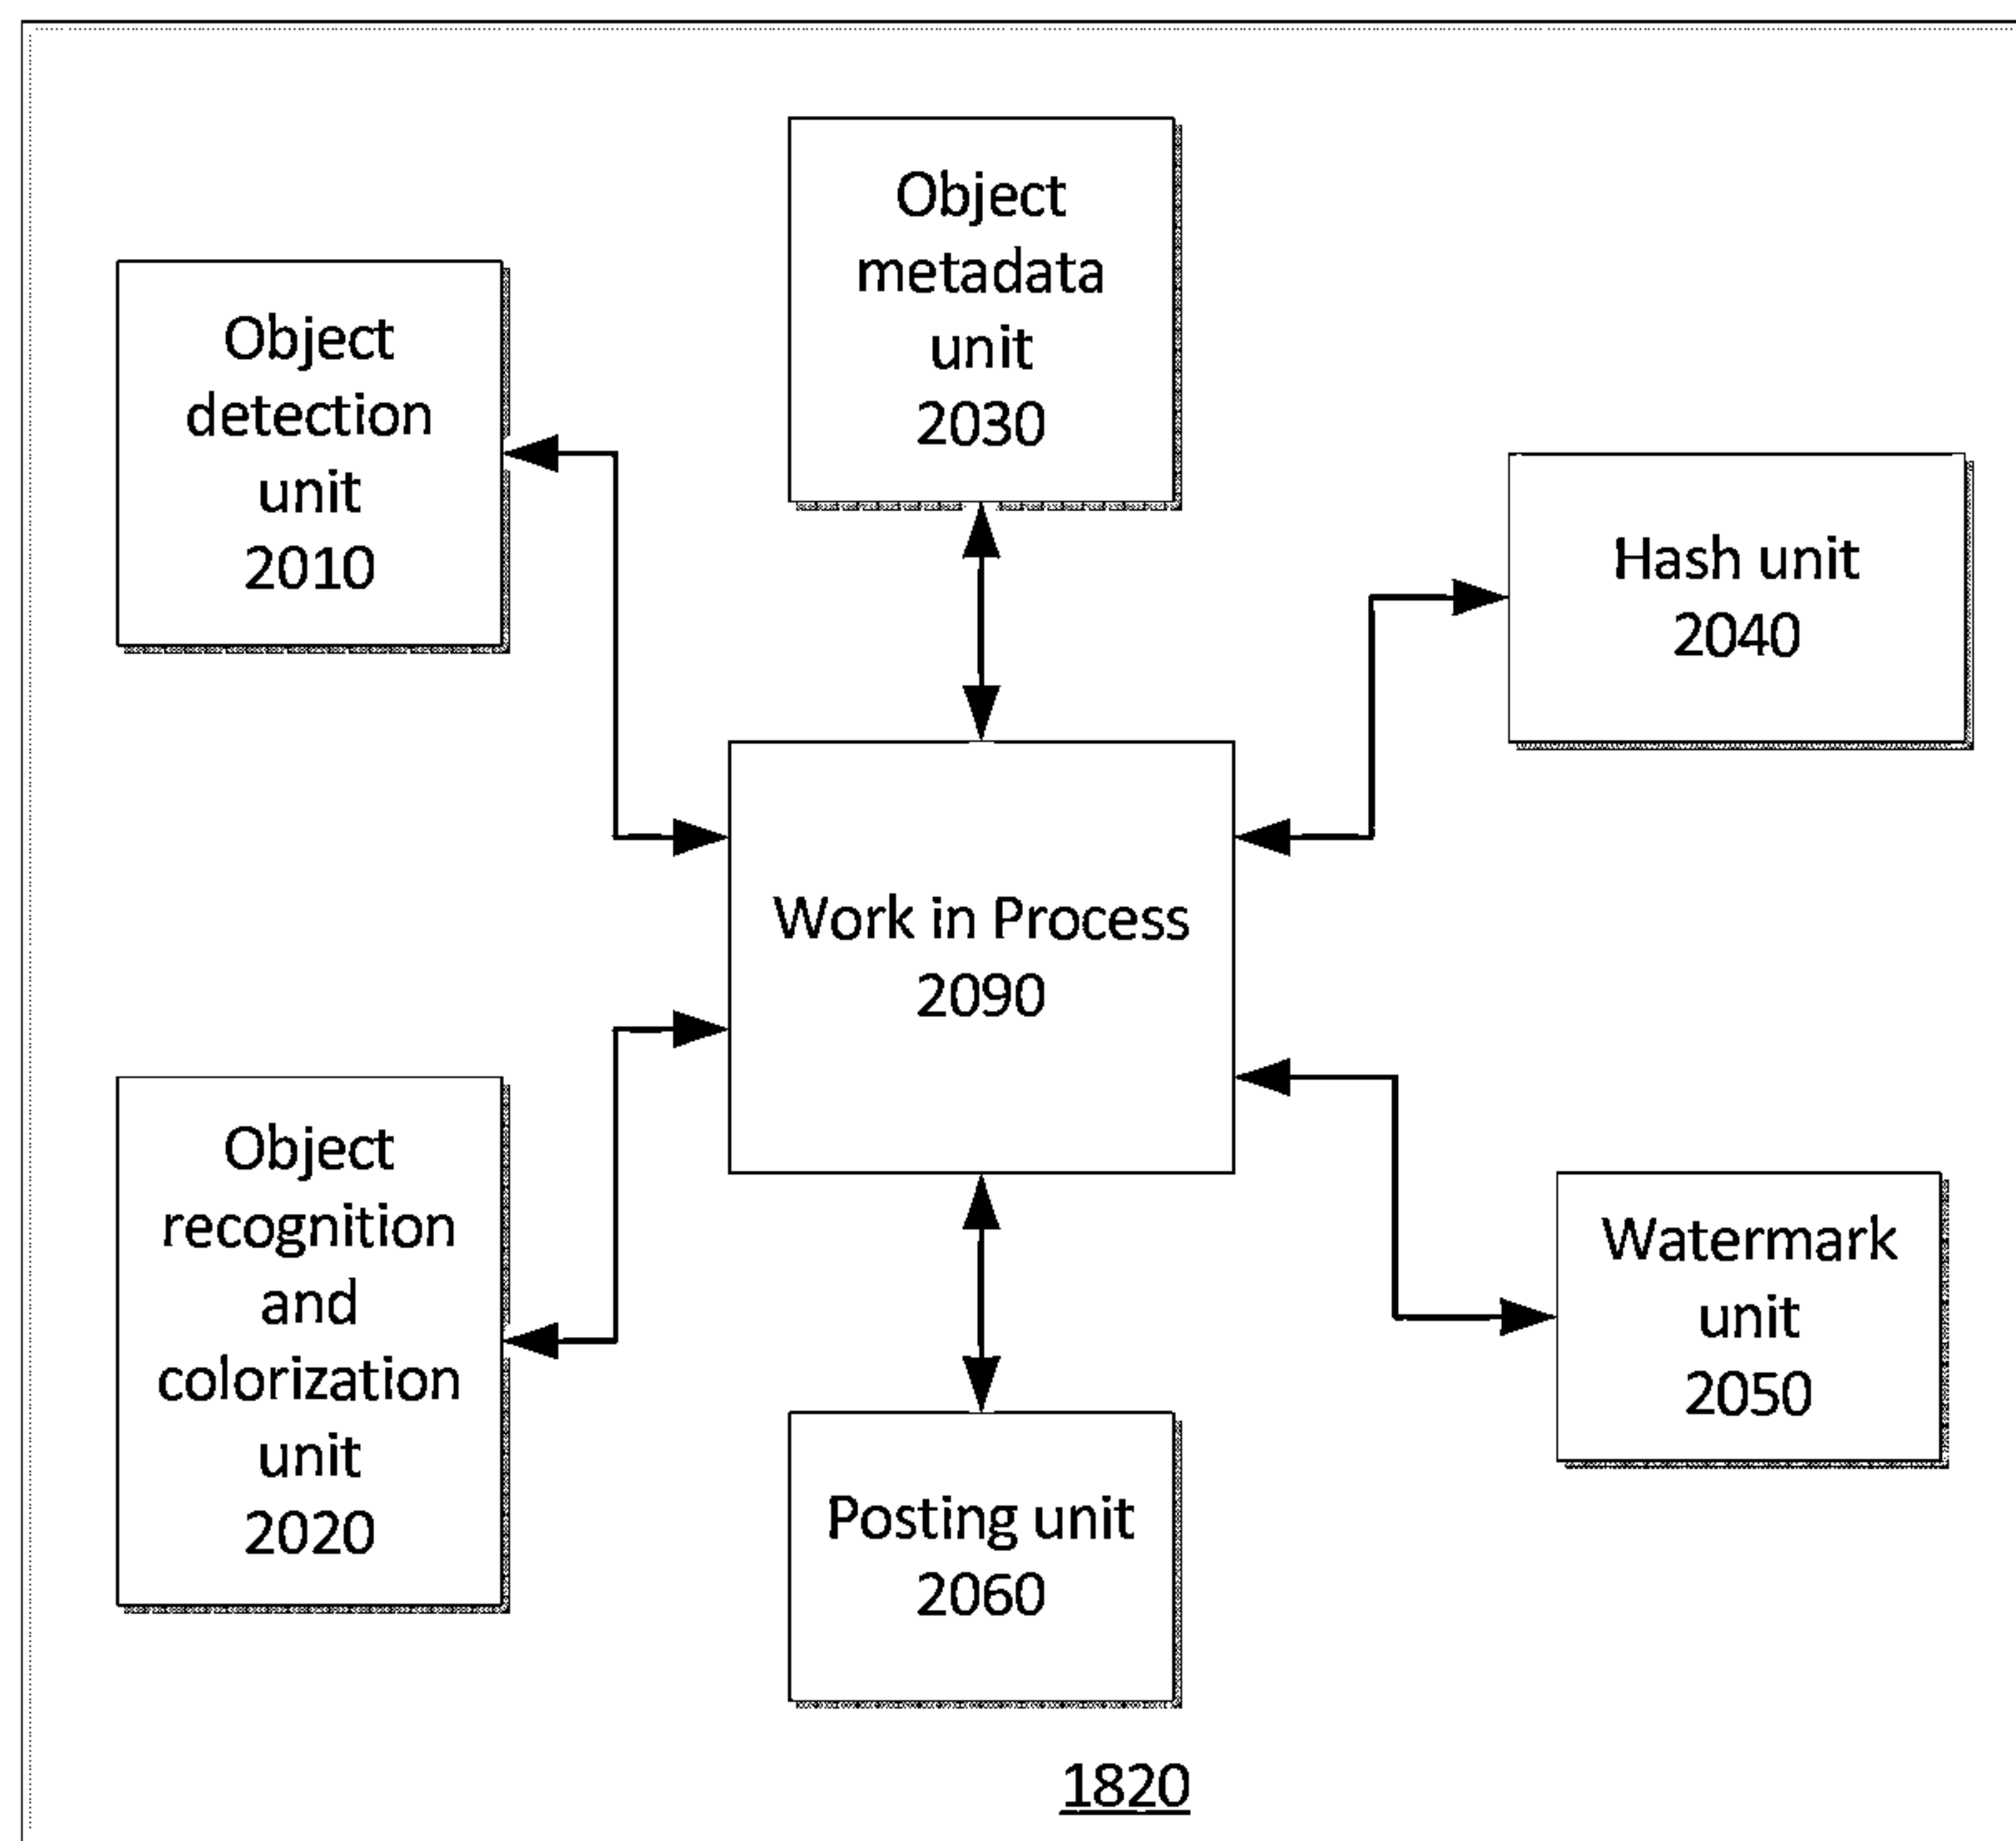 Object
metadata
unit
2030
Object
detection
unit
2010
Hash unit
2040
Work in Process
2090
Object
recognition
and
colorization
unit
2020
Watermark
unit
2050
Posting unit
2060
1820